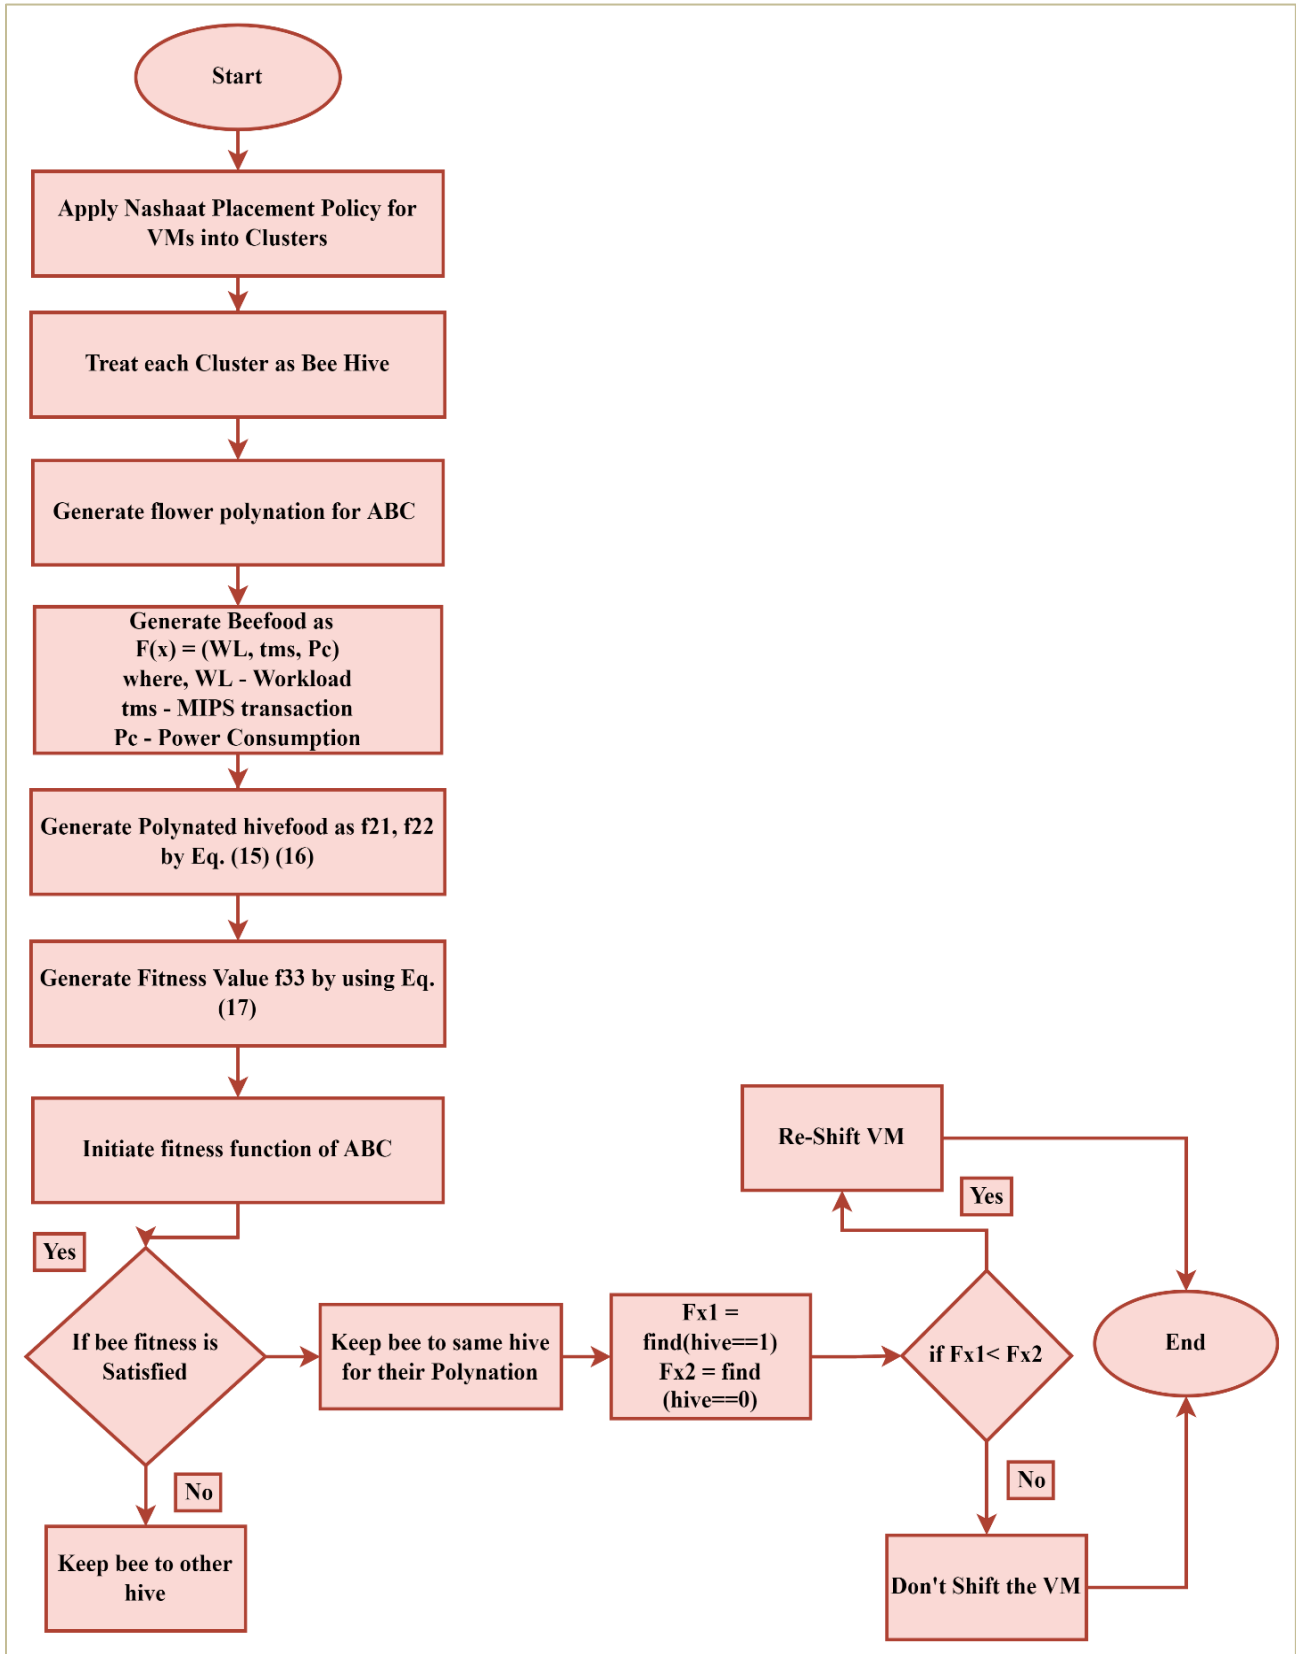 Start
Apply Nashaat Placement Policy for
VMs into Clusters
Treat each Cluster as Bee Hive
Generate flower polynation for ABC
Generate Beefood as
F(x) = (WL, tms, Pc)
where, WL - Workload
tms - MIPS transaction
Pc - Power Consumption
Generate Polynated hivefood as f21, f22
by Eq. (15) (16)
Generate Fitness Value f33 by using Eq.
(17)
Initiate fitness function of ABC
Yes
If bee fitness is
Satisfied
No
Keep bee to other
hive
Keep bee to same hive
for their Polynation
Fx1 =
find(hive==1)
Fx2 = find
(hive==0)
if Fx1< Fx2
Yes
Re-Shift VM
No
Don't Shift the VM
End